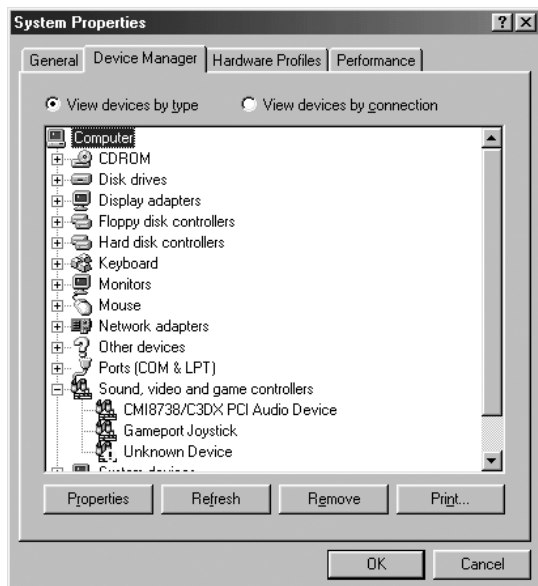 System Properties
General Device Manager Hardware Profiles Performance
View devices by type View devices by connection
Computer
CDROM
Disk drives
Display adapters
Floppy disk controllers
Hard disk controllers
Keyboard
Monitors
Mouse
Network adapters
Other devices
Ports (COM & LPT)
Sound, video and game controllers
CMI8738/C3DX PCI Audio Device
Gameport Joystick
Unknown Device
System devices
Properties Refresh Remove Print...
OK Cancel